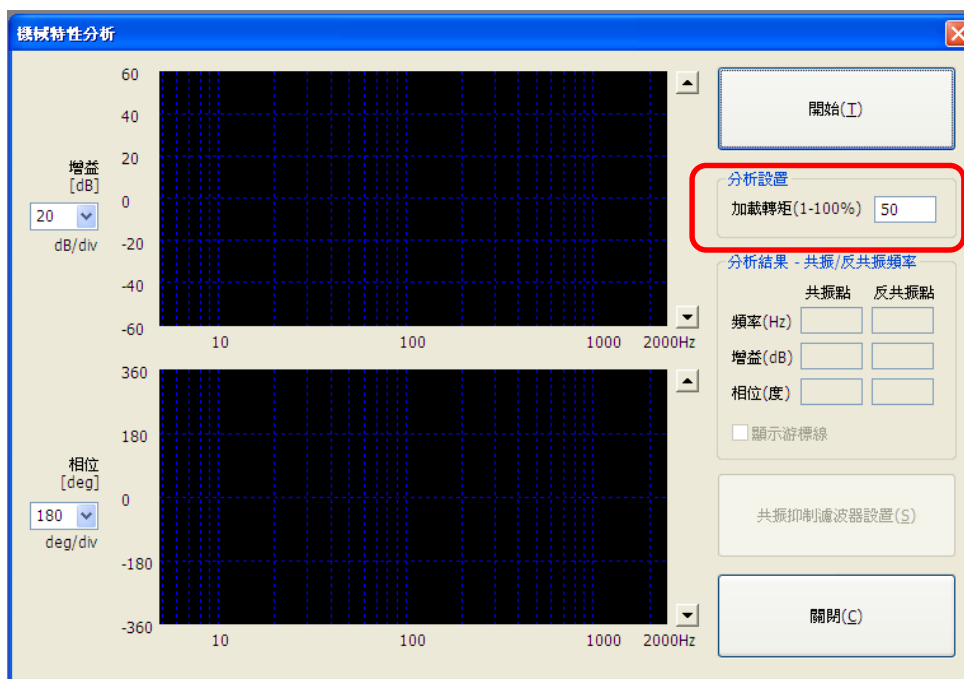 機械特性分析
60
40
20
0
-20
-40
-60
增益
[dB]
20
dB/div
10 100 1000 2000Hz
360
180
0
-180
-360
相位
[deg]
180
deg/div
10 100 1000 2000Hz
開始(T)
分析設置
加載轉矩(1-100%) 50
分析結果 - 共振/反共振頻率
共振點 反共振點
頻率(Hz)
增益(dB)
相位(度)
顯示游標線
共振抑制濾波器設置(S)
關閉(C)